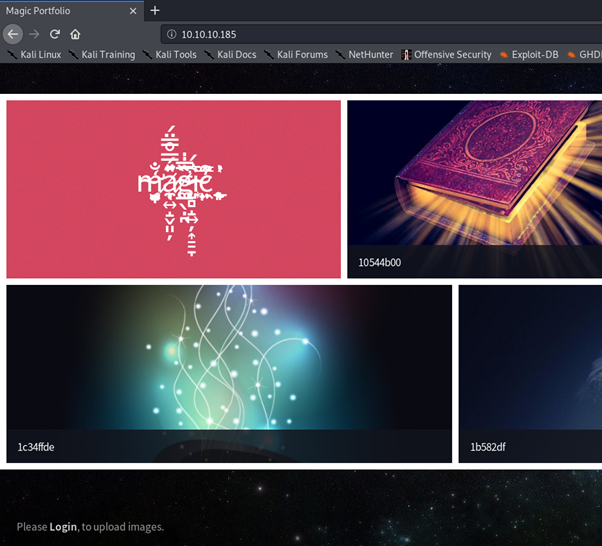 Magic Portfolio
10.10.10.185
Kali Linux Kali Training Kali Tools Kali Docs Kali Forums NetHunter Offensive Security Exploit-DB GHD
magic
10544b00
1c34ffde
1b582df
Please Login, to upload images.